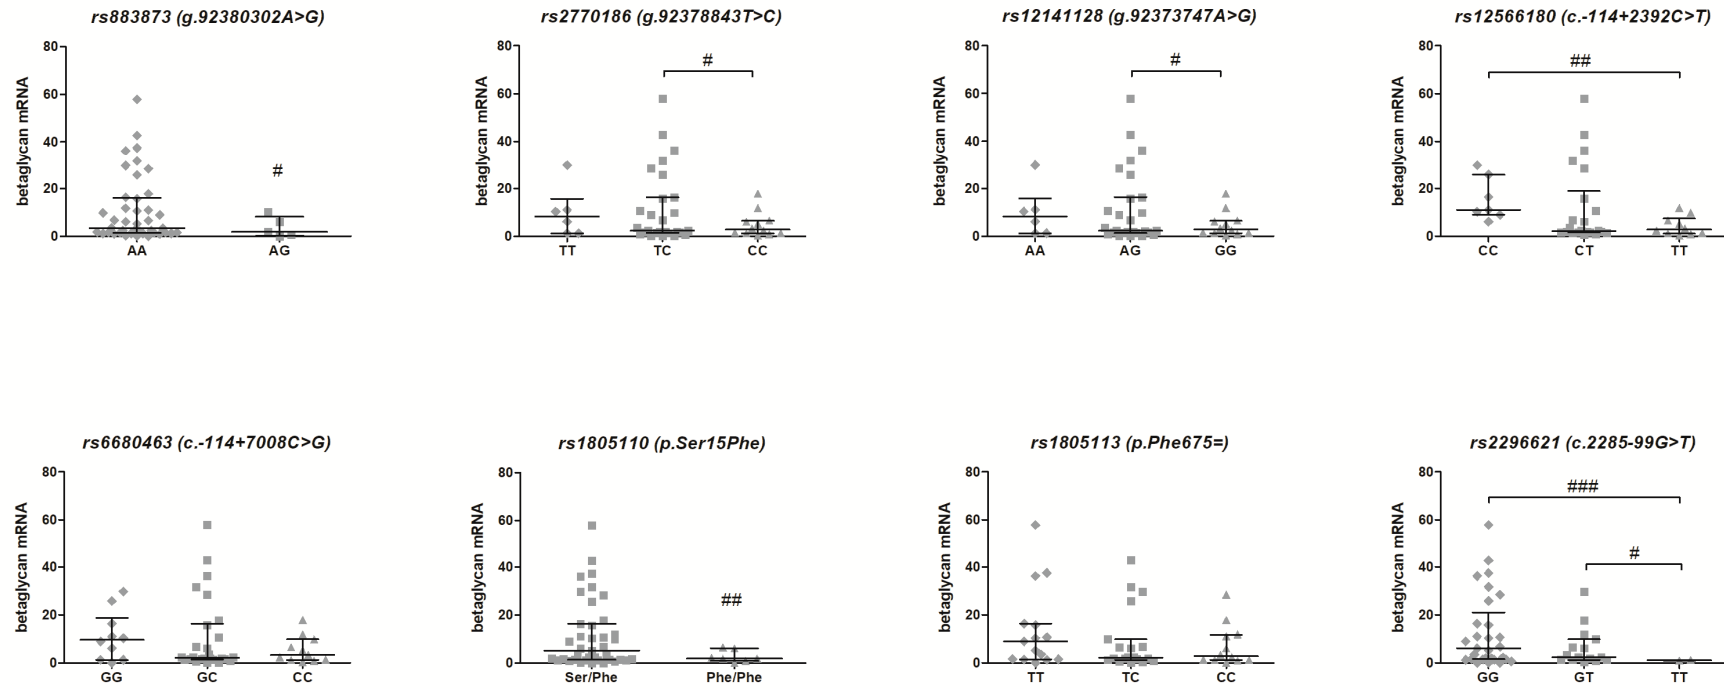 rs883873 (g.92380302A>G)
betaglycan mRNA
80
60
40
20
0
#
AA
AG
rs2770186 (g.92378843T>C)
betaglycan mRNA
80
60
40
20
0
#
TT
TC
CC
rs12141128 (g.92373747A>G)
betaglycan mRNA
80
60
40
20
0
#
AA
AG
GG
rs12566180 (c.-114+2392C>T)
betaglycan mRNA
80
60
40
20
0
##
CC
CT
TT
rs6680463 (c.-114+7008C>G)
betaglycan mRNA
80
60
40
20
0
GG
GC
CC
rs1805110 (p.Ser15Phe)
betaglycan mRNA
80
60
40
20
0
##
Ser/Phe
Phe/Phe
rs1805113 (p.Phe675=)
betaglycan mRNA
80
60
40
20
0
TT
TC
CC
rs2296621 (c.2285-99G>T)
betaglycan mRNA
80
60
40
20
0
###
#
GG
GT
TT